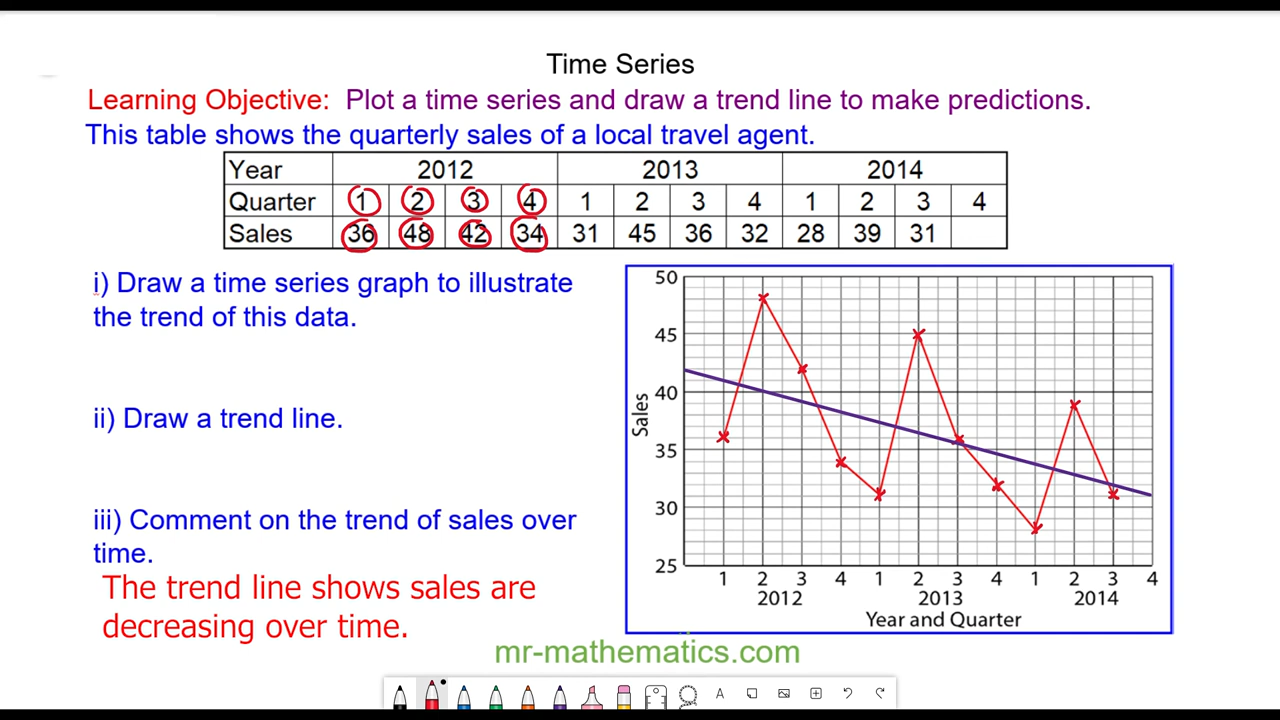 Time Series
Learning Objective: Plot a time series and draw a trend line to make predictions.
This table shows the quarterly sales of a local travel agent.
Year 2012 2013 2014
Quarter 1 2 3 4 1 2 3 4 1 2 3 4
Sales 36 48 42 34 31 45 36 32 28 39 31
i) Draw a time series graph to illustrate
the trend of this data.
ii) Draw a trend line.
iii) Comment on the trend of sales over
time.
The trend line shows sales are
decreasing over time.
50
45
40
35
30
25
Sales
1 2 3 4 1 2 3 4 1 2 3 4
2012 2013 2014
Year and Quarter
mr-mathematics.com
A